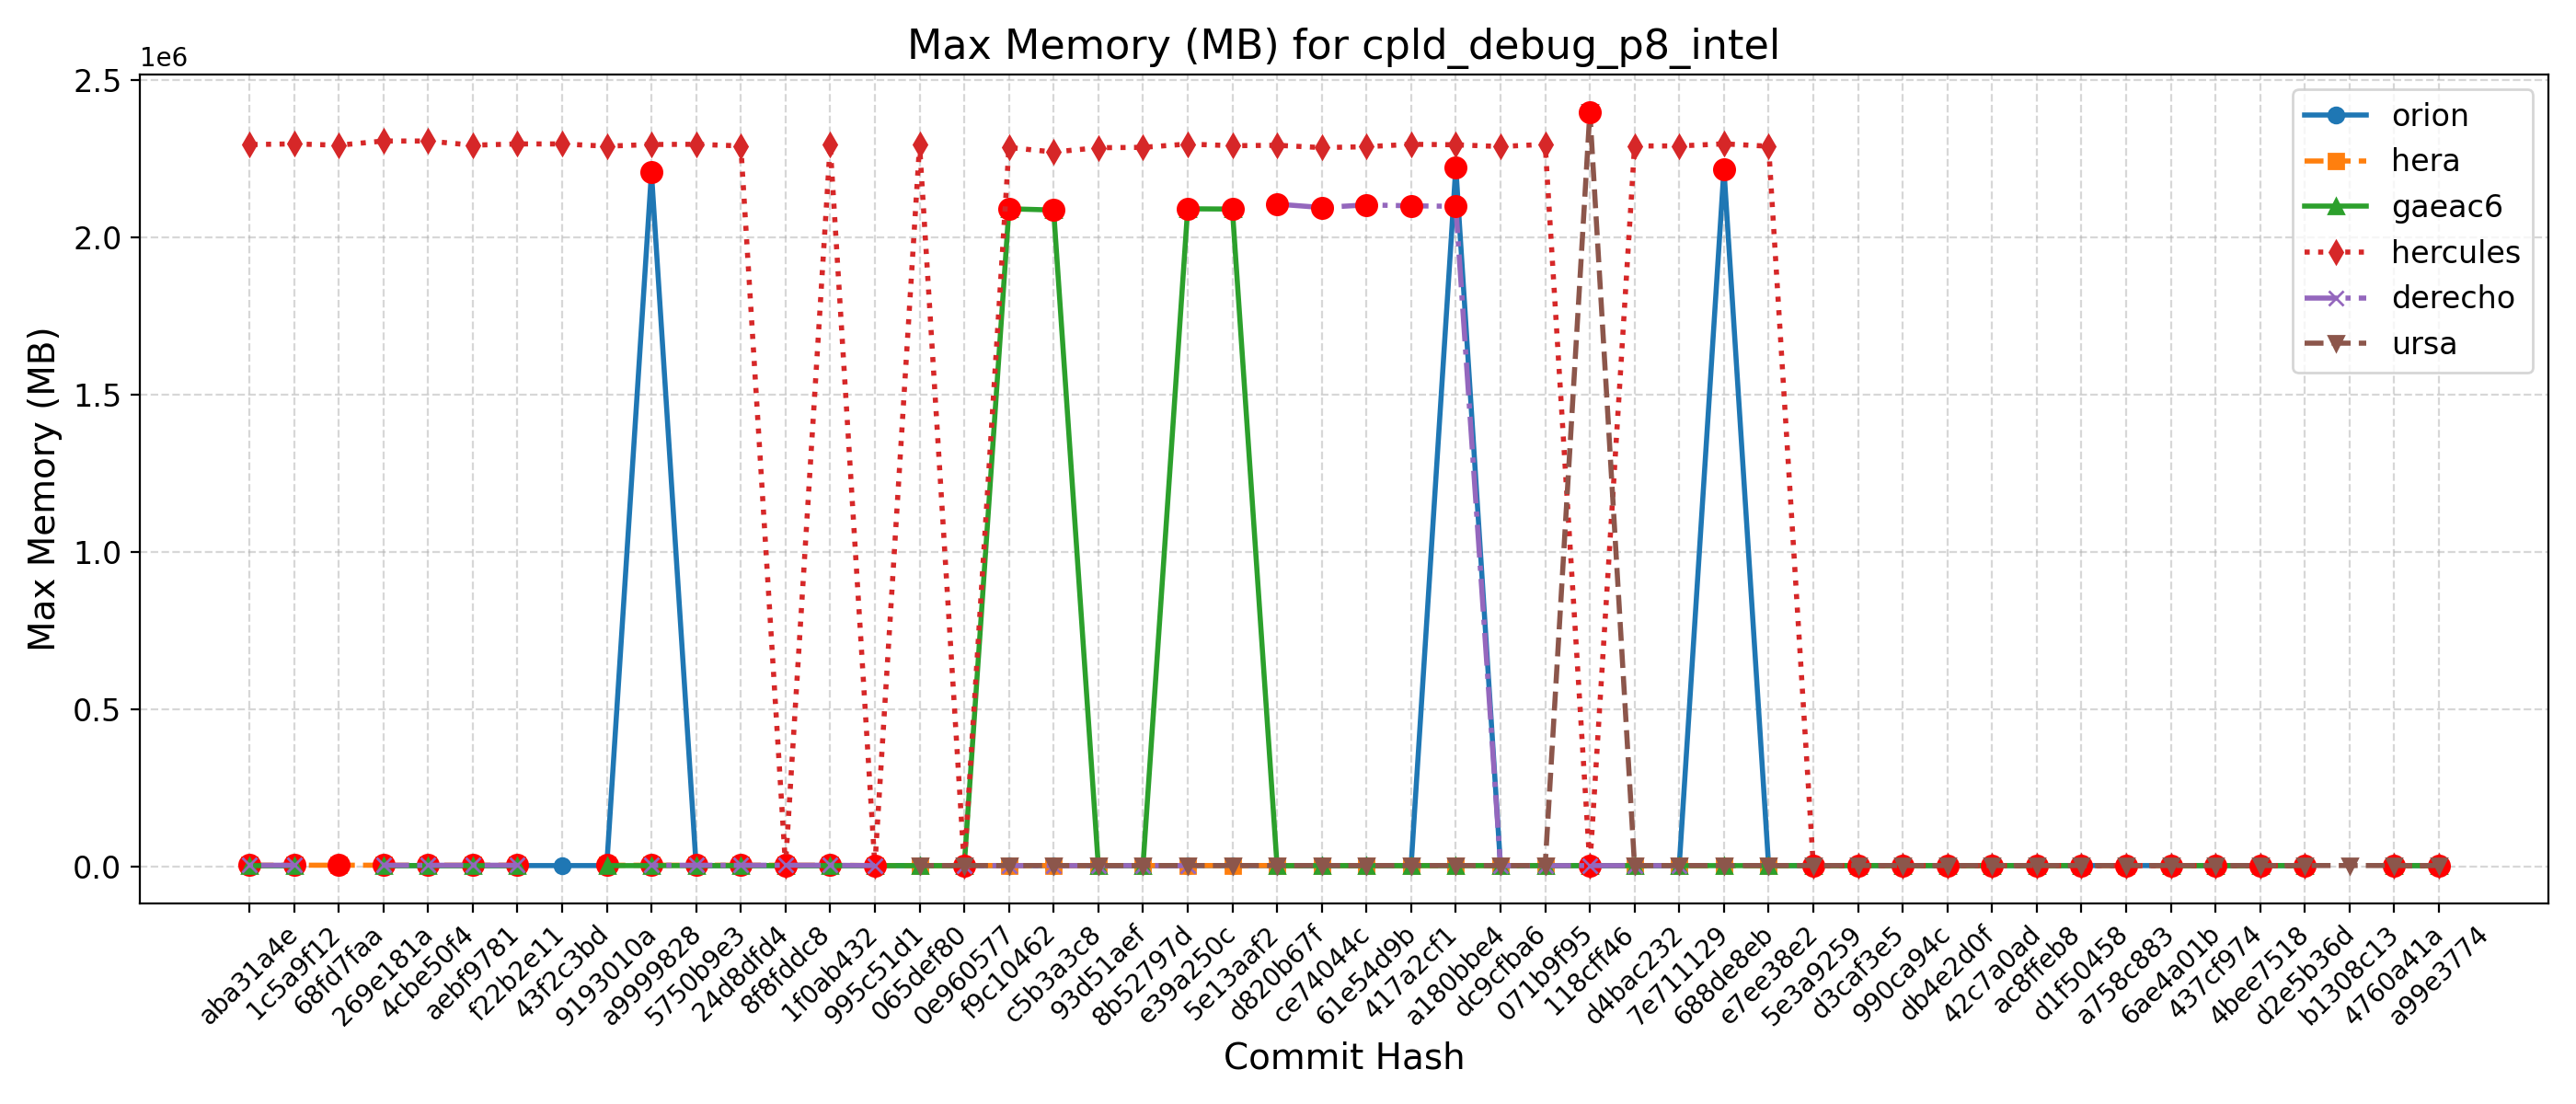 Max Memory (MB) for cpld_debug_p8_intel
1e6
2.5
2.0
1.5
1.0
0.5
0.0
Max Memory (MB)
orion
hera
gaeac6
hercules
derecho
ursa
aba31a4e
1c5a9f12
68fd7faa
269e181a
4cbe50f4
aebf9781
f22b2e11
43f2c3bd
9193010a
a9999828
5750b9e3
24d8dfd4
8f8fddc8
1f0ab432
995c51d1
065def80
0e960577
f9c10462
c5b3a3c8
93d51aef
8b52797d
e39a250c
5e13aaf2
d820b67f
ce74044c
61e54d9b
417a2cf1
a180bbe4
dc9cfba6
071b9f95
118cff46
d4bac232
7e711129
688de8eb
e7ee38e2
5e3a9259
d3caf3e5
990ca94c
db4e2d0f
42c7a0ad
ac8ffeb8
d1f50458
a758c883
6ae4a01b
437cf974
4bee7518
d2e5b36d
b1308c13
4760a41a
a99e3774
Commit Hash